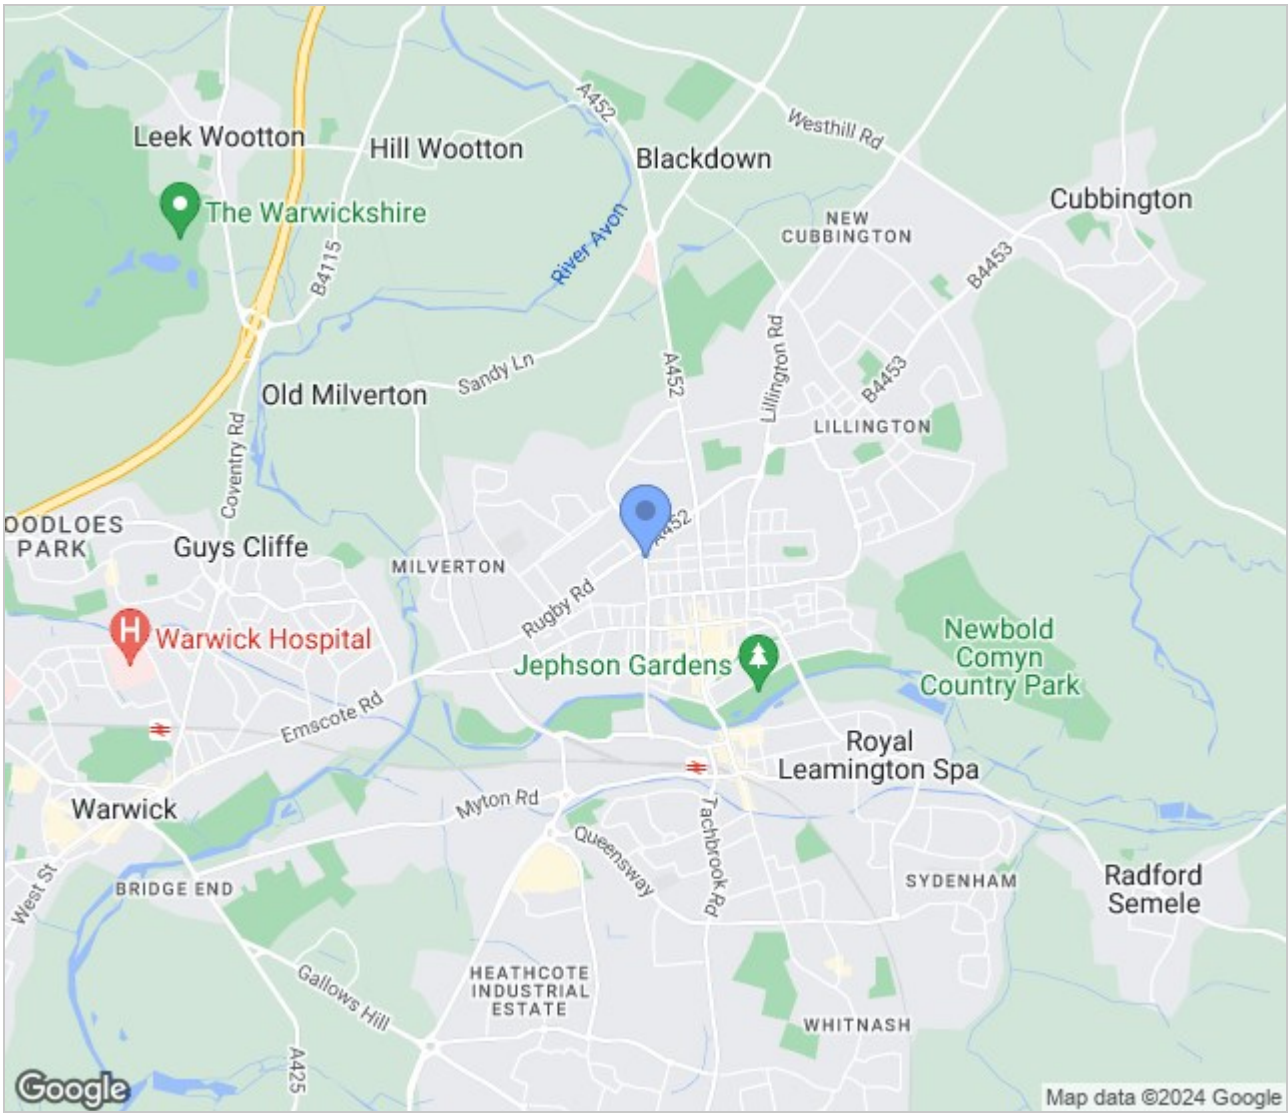 A452
Westhill Rd
Leek Wootton
Hill Wootton
Blackdown
Cubbington
The Warwickshire
NEW
CUBBINGTON
River Avon
B4115
B4453
Lillington Rd
A452
Sandy Ln
B4453
Old Milverton
LILLINGTON
Coventry Rd
OODLOES
PARK
A452
Guys Cliffe
MILVERTON
Rugby Rd
H
Warwick Hospital
Jephson Gardens
Newbold
Comyn
Country Park
Emscote Rd
Royal
Leamington Spa
Warwick
Myton Rd
Tachbrook Rd
Queensway
West St
BRIDGE END
SYDENHAM
Radford
Semele
Gallows Hill
HEATHCOTE
INDUSTRIAL
ESTATE
WHITNASH
A425
Google
Map data ©2024 Google